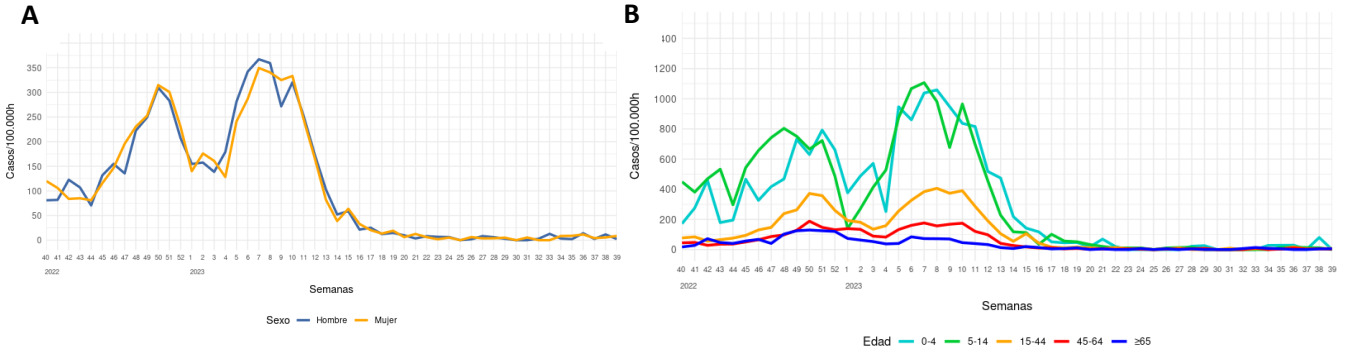 A
Casos/100.000h
350
300
250
200
150
100
50
0
40 41 42 43 44 45 46 47 48 49 50 51 52 1 2 3 4 5 6 7 8 9 10 11 12 13 14 15 16 17 18 19 20 21 22 23 24 25 26 27 28 29 30 31 32 33 34 35 36 37 38 39
2022 2023
Semanas
Sexo Hombre Mujer
B
Casos/100.000h
1400
1200
1000
800
600
400
200
0
40 41 42 43 44 45 46 47 48 49 50 51 52 1 2 3 4 5 6 7 8 9 10 11 12 13 14 15 16 17 18 19 20 21 22 23 24 25 26 27 28 29 30 31 32 33 34 35 36 37 38 39
2022 2023
Semanas
Edad 0-4 5-14 15-44 45-64 ≥65